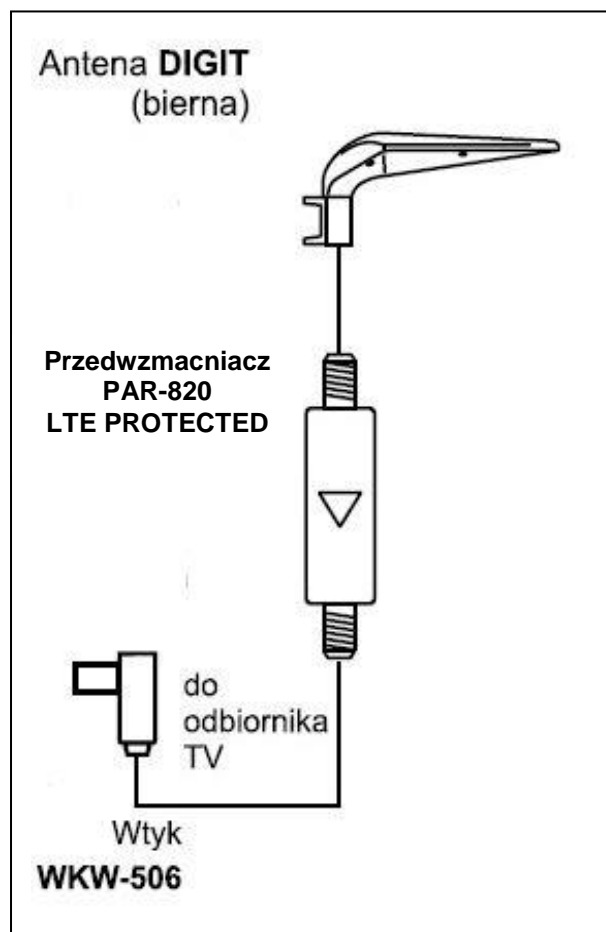 Antena DIGIT
(bierna)
Przedwzmacniacz
PAR-820
LTE PROTECTED
do
odbiornika
TV
Wtyk
WKW-506